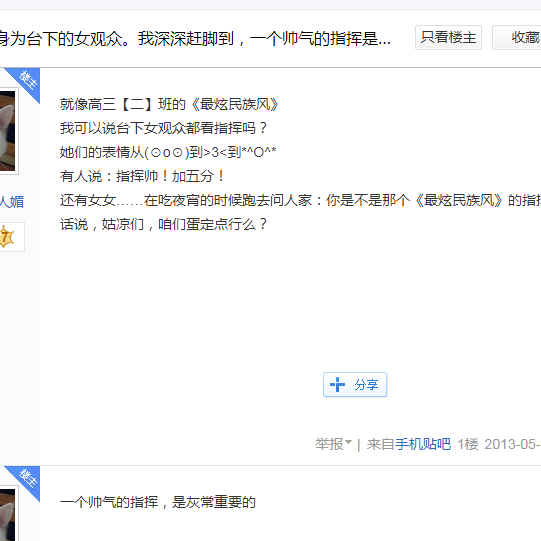 身为台下的女观众。我深深赶脚到，一个帅气的指挥是...
只看楼主
收藏
楼主
就像高三【二】班的《最炫民族风》
我可以说台下女观众都看指挥吗？
她们的表情从(⊙o⊙)到>3<到*^O^*
有人说：指挥帅！加五分！
人媚
还有女女……在吃夜宵的时候跑去问人家：你是不是那个《最炫民族风》的指挥
7
话说，姑凉们，咱们蛋定点行么？
分享
举报 | 来自手机贴吧 1楼 2013-05-
楼主
一个帅气的指挥，是灰常重要的